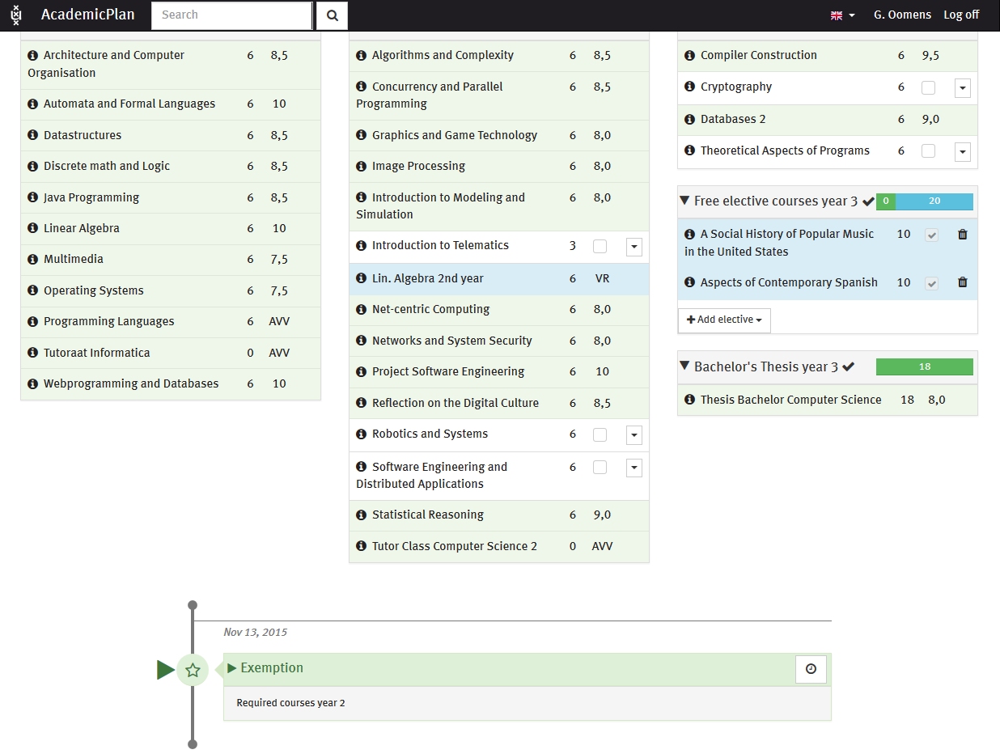 AcademicPlan Search G. Oomens Log off
Architecture and Computer 6 8,5
Organisation
Automata and Formal Languages 6 10
Datastructures 6 8,5
Discrete math and Logic 6 8,5
Java Programming 6 8,5
Linear Algebra 6 10
Multimedia 6 7,5
Operating Systems 6 7,5
Programming Languages 6 AVV
Tutoraat Informatica 0 AVV
Webprogramming and Databases 6 10
Algorithms and Complexity 6 8,5
Concurrency and Parallel 6 8,5
Programming
Graphics and Game Technology 6 8,0
Image Processing 6 8,0
Introduction to Modeling and 6 8,0
Simulation
Introduction to Telematics 3
Lin. Algebra 2nd year 6 VR
Net-centric Computing 6 8,0
Networks and System Security 6 8,0
Project Software Engineering 6 10
Reflection on the Digital Culture 6 8,5
Robotics and Systems 6
Software Engineering and 6
Distributed Applications
Statistical Reasoning 6 9,0
Tutor Class Computer Science 2 0 AVV
Compiler Construction 6 9,5
Cryptography 6
Databases 2 6 9,0
Theoretical Aspects of Programs 6
Free elective courses year 3 0 20
A Social History of Popular Music 10
in the United States
Aspects of Contemporary Spanish 10
Add elective
Bachelor's Thesis year 3 18
Thesis Bachelor Computer Science 18 8,0
Nov 13, 2015
Exemption
Required courses year 2